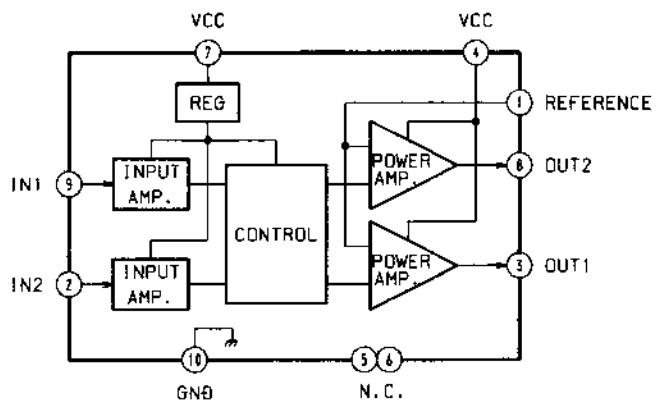 VCC
VCC
7
4
REG
1
REFERENCE
IN1
9
INPUT
AMP.
POWER
AMP.
8
OUT2
CONTROL
IN2
2
INPUT
AMP.
POWER
AMP.
3
OUT1
10
5
6
GND
N.C.